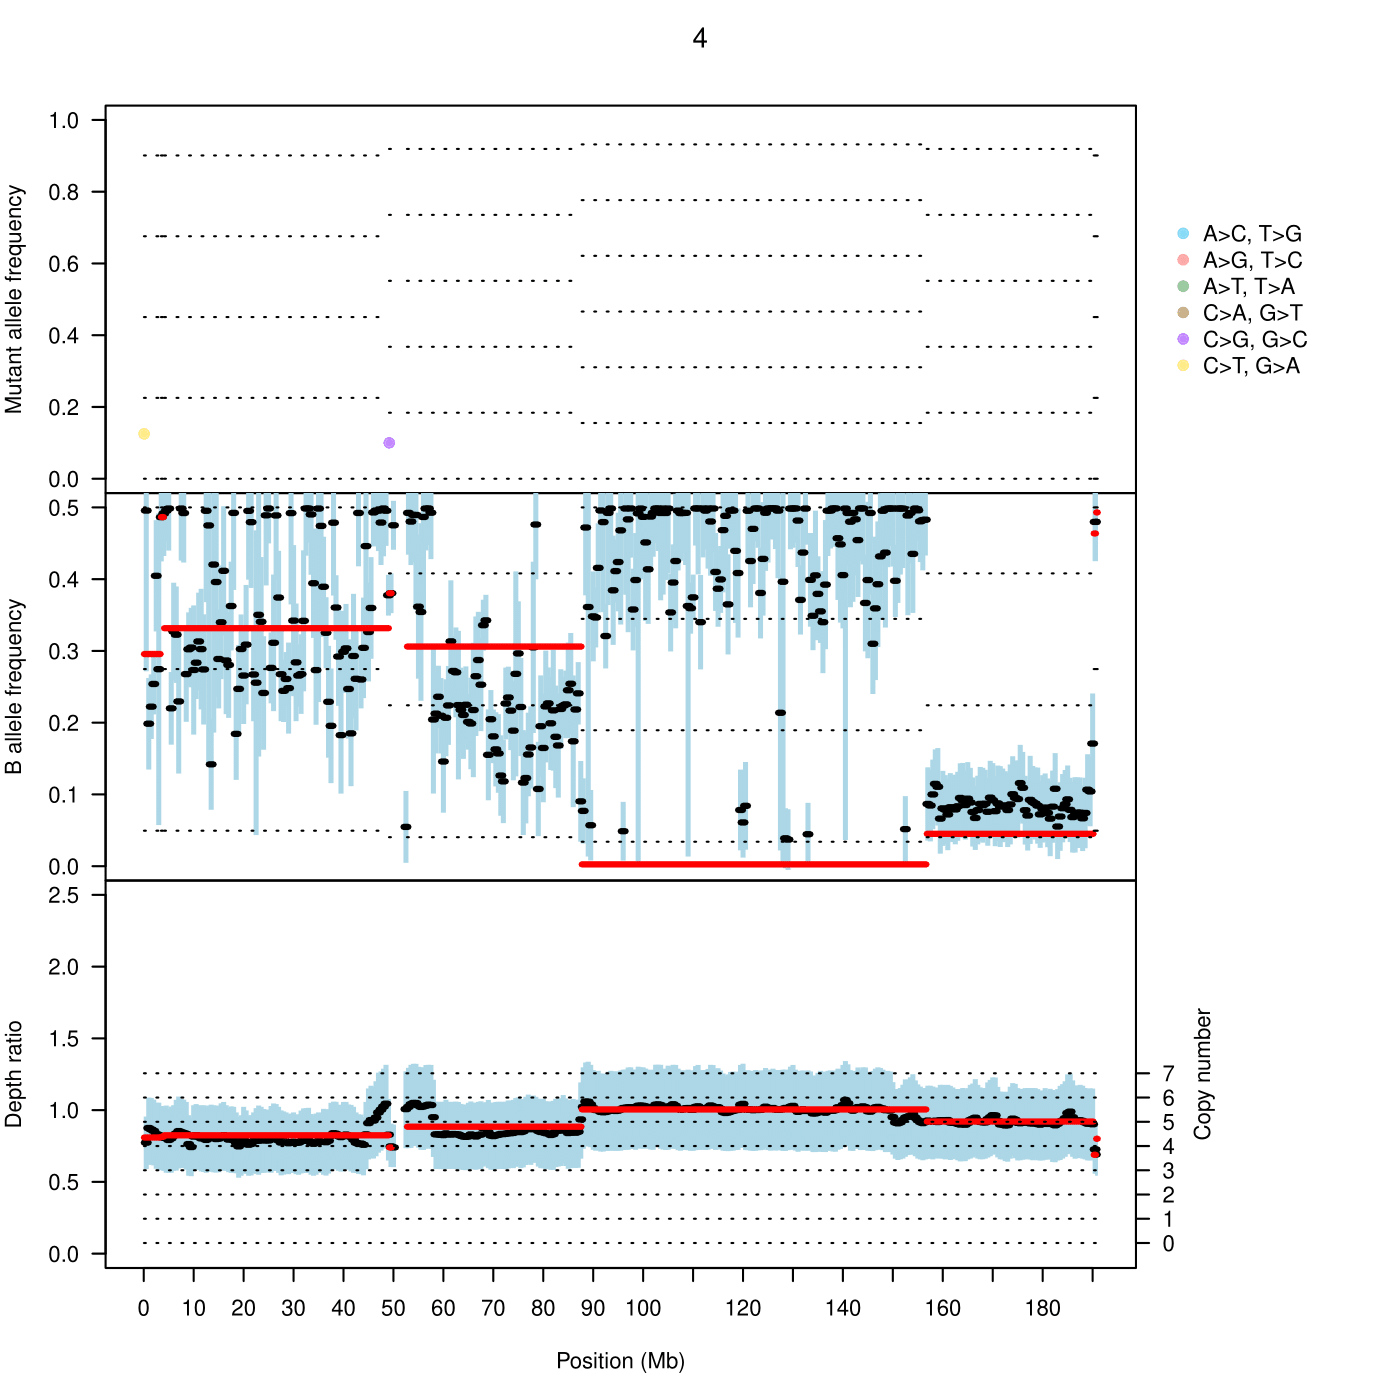 4
Mutant allele frequency
1.0
0.8
0.6
0.4
0.2
0.0
A>C, T>G
A>G, T>C
A>T, T>A
C>A, G>T
C>G, G>C
C>T, G>A
B allele frequency
0.5
0.4
0.3
0.2
0.1
0.0
Depth ratio
2.5
2.0
1.5
1.0
0.5
0.0
Copy number
7
6
5
4
3
2
1
0
0 10 20 30 40 50 60 70 80 90 100 120 140 160 180
Position (Mb)